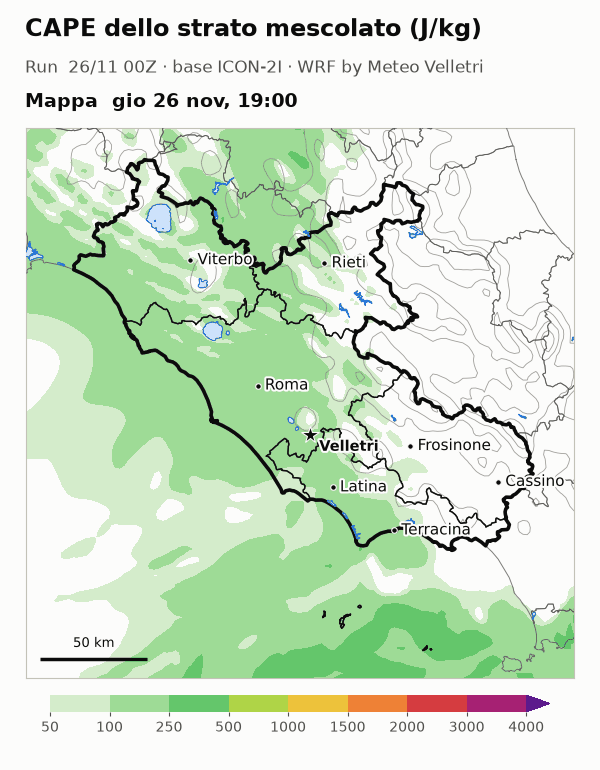 CAPE dello strato mescolato (J/kg)
Run  26/11 00Z · base ICON-2I · WRF by Meteo Velletri
Mappa  gio 26 nov, 19:00
Viterbo
Rieti
Roma
Velletri
Frosinone
Cassino
Latina
Terracina
50 km
50 100 250 500 1000 1500 2000 3000 4000